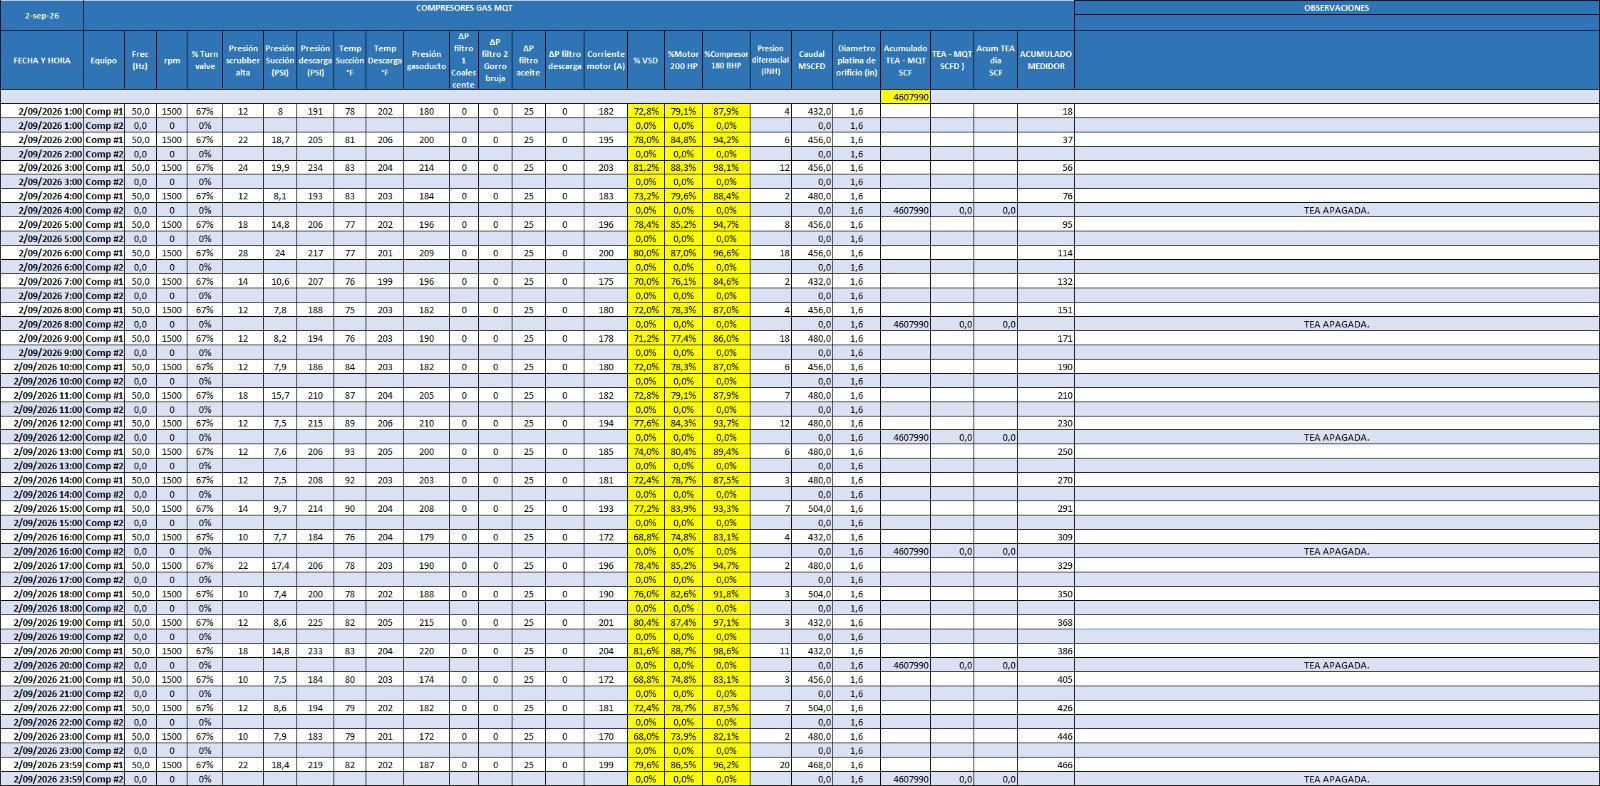 2-sep-26 COMPRESORES GAS MQT OBSERVACIONES
FECHA Y HORA Equipo Frec (Hz) rpm % Turn valve Presión scrubber alta Presión Succión (PSI) Presión descarga (PSI) Temp Succiòn °F Temp Descarga °F Presión gasoducto ΔP filtro 1 Coales cente ΔP filtro 2 Gorro bruja ΔP filtro aceite ΔP filtro descarga Corriente motor (A) % VSD %Motor 200 HP %Compresor 180 BHP Presion diferencial (INH) Caudal MSCFD Diametro platina de orificio (in) Acumulado TEA - MQT SCF TEA - MQT SCFD ) Acum TEA dia SCF ACUMULADO MEDIDOR
4607990
2/09/2026 1:00 Comp #1 50,0 1500 67% 12 8 191 78 202 180 0 0 25 0 182 72,8% 79,1% 87,9% 4 432,0 1,6 18
2/09/2026 1:00 Comp #2 0,0 0 0% 0,0% 0,0% 0,0% 0,0 1,6
2/09/2026 2:00 Comp #1 50,0 1500 67% 22 18,7 205 81 206 200 0 0 25 0 195 78,0% 84,8% 94,2% 6 456,0 1,6 37
2/09/2026 2:00 Comp #2 0,0 0 0% 0,0% 0,0% 0,0% 0,0 1,6
2/09/2026 3:00 Comp #1 50,0 1500 67% 24 19,9 234 83 204 214 0 0 25 0 203 81,2% 88,3% 98,1% 12 456,0 1,6 56
2/09/2026 3:00 Comp #2 0,0 0 0% 0,0% 0,0% 0,0% 0,0 1,6
2/09/2026 4:00 Comp #1 50,0 1500 67% 12 8,1 193 83 203 184 0 0 25 0 183 73,2% 79,6% 88,4% 2 480,0 1,6 76
2/09/2026 4:00 Comp #2 0,0 0 0% 0,0% 0,0% 0,0% 0,0 1,6 4607990 0,0 0,0 TEA APAGADA.
2/09/2026 5:00 Comp #1 50,0 1500 67% 18 14,8 206 77 202 196 0 0 25 0 196 78,4% 85,2% 94,7% 8 456,0 1,6 95
2/09/2026 5:00 Comp #2 0,0 0 0% 0,0% 0,0% 0,0% 0,0 1,6
2/09/2026 6:00 Comp #1 50,0 1500 67% 28 24 217 77 201 209 0 0 25 0 200 80,0% 87,0% 96,6% 18 456,0 1,6 114
2/09/2026 6:00 Comp #2 0,0 0 0% 0,0% 0,0% 0,0% 0,0 1,6
2/09/2026 7:00 Comp #1 50,0 1500 67% 14 10,6 207 76 199 196 0 0 25 0 175 70,0% 76,1% 84,6% 2 432,0 1,6 132
2/09/2026 7:00 Comp #2 0,0 0 0% 0,0% 0,0% 0,0% 0,0 1,6
2/09/2026 8:00 Comp #1 50,0 1500 67% 12 7,8 188 75 203 182 0 0 25 0 180 72,0% 78,3% 87,0% 4 456,0 1,6 151
2/09/2026 8:00 Comp #2 0,0 0 0% 0,0% 0,0% 0,0% 0,0 1,6 4607990 0,0 0,0 TEA APAGADA.
2/09/2026 9:00 Comp #1 50,0 1500 67% 12 8,2 194 76 203 190 0 0 25 0 178 71,2% 77,4% 86,0% 18 480,0 1,6 171
2/09/2026 9:00 Comp #2 0,0 0 0% 0,0% 0,0% 0,0% 0,0 1,6
2/09/2026 10:00 Comp #1 50,0 1500 67% 12 7,9 186 84 203 182 0 0 25 0 180 72,0% 78,3% 87,0% 6 456,0 1,6 190
2/09/2026 10:00 Comp #2 0,0 0 0% 0,0% 0,0% 0,0% 0,0 1,6
2/09/2026 11:00 Comp #1 50,0 1500 67% 18 15,7 210 87 204 205 0 0 25 0 182 72,8% 79,1% 87,9% 7 480,0 1,6 210
2/09/2026 11:00 Comp #2 0,0 0 0% 0,0% 0,0% 0,0% 0,0 1,6
2/09/2026 12:00 Comp #1 50,0 1500 67% 12 7,5 215 89 206 210 0 0 25 0 194 77,6% 84,3% 93,7% 12 480,0 1,6 230
2/09/2026 12:00 Comp #2 0,0 0 0% 0,0% 0,0% 0,0% 0,0 1,6 4607990 0,0 0,0 TEA APAGADA.
2/09/2026 13:00 Comp #1 50,0 1500 67% 12 7,6 206 93 205 200 0 0 25 0 185 74,0% 80,4% 89,4% 6 480,0 1,6 250
2/09/2026 13:00 Comp #2 0,0 0 0% 0,0% 0,0% 0,0% 0,0 1,6
2/09/2026 14:00 Comp #1 50,0 1500 67% 12 7,5 208 92 203 203 0 0 25 0 181 72,4% 78,7% 87,5% 3 480,0 1,6 270
2/09/2026 14:00 Comp #2 0,0 0 0% 0,0% 0,0% 0,0% 0,0 1,6
2/09/2026 15:00 Comp #1 50,0 1500 67% 14 9,7 214 90 204 208 0 0 25 0 193 77,2% 83,9% 93,3% 7 504,0 1,6 291
2/09/2026 15:00 Comp #2 0,0 0 0% 0,0% 0,0% 0,0% 0,0 1,6
2/09/2026 16:00 Comp #1 50,0 1500 67% 10 7,7 184 76 204 179 0 0 25 0 172 68,8% 74,8% 83,1% 4 432,0 1,6 309
2/09/2026 16:00 Comp #2 0,0 0 0% 0,0% 0,0% 0,0% 0,0 1,6 4607990 0,0 0,0 TEA APAGADA.
2/09/2026 17:00 Comp #1 50,0 1500 67% 22 17,4 206 78 203 190 0 0 25 0 196 78,4% 85,2% 94,7% 2 480,0 1,6 329
2/09/2026 17:00 Comp #2 0,0 0 0% 0,0% 0,0% 0,0% 0,0 1,6
2/09/2026 18:00 Comp #1 50,0 1500 67% 10 7,4 200 78 202 188 0 0 25 0 190 76,0% 82,6% 91,8% 3 504,0 1,6 350
2/09/2026 18:00 Comp #2 0,0 0 0% 0,0% 0,0% 0,0% 0,0 1,6
2/09/2026 19:00 Comp #1 50,0 1500 67% 12 8,6 225 82 205 215 0 0 25 0 201 80,4% 87,4% 97,1% 3 432,0 1,6 368
2/09/2026 19:00 Comp #2 0,0 0 0% 0,0% 0,0% 0,0% 0,0 1,6
2/09/2026 20:00 Comp #1 50,0 1500 67% 18 14,8 233 83 204 220 0 0 25 0 204 81,6% 88,7% 98,6% 11 432,0 1,6 386
2/09/2026 20:00 Comp #2 0,0 0 0% 0,0% 0,0% 0,0% 0,0 1,6 4607990 0,0 0,0 TEA APAGADA.
2/09/2026 21:00 Comp #1 50,0 1500 67% 10 7,5 184 80 203 174 0 0 25 0 172 68,8% 74,8% 83,1% 3 456,0 1,6 405
2/09/2026 21:00 Comp #2 0,0 0 0% 0,0% 0,0% 0,0% 0,0 1,6
2/09/2026 22:00 Comp #1 50,0 1500 67% 12 8,6 194 79 202 182 0 0 25 0 181 72,4% 78,7% 87,5% 7 504,0 1,6 426
2/09/2026 22:00 Comp #2 0,0 0 0% 0,0% 0,0% 0,0% 0,0 1,6
2/09/2026 23:00 Comp #1 50,0 1500 67% 10 7,9 183 79 201 172 0 0 25 0 170 68,0% 73,9% 82,1% 2 480,0 1,6 446
2/09/2026 23:00 Comp #2 0,0 0 0% 0,0% 0,0% 0,0% 0,0 1,6
2/09/2026 23:59 Comp #1 50,0 1500 67% 22 18,4 219 82 202 187 0 0 25 0 199 79,6% 86,5% 96,2% 20 468,0 1,6 466
2/09/2026 23:59 Comp #2 0,0 0 0% 0,0% 0,0% 0,0% 0,0 1,6 4607990 0,0 0,0 TEA APAGADA.